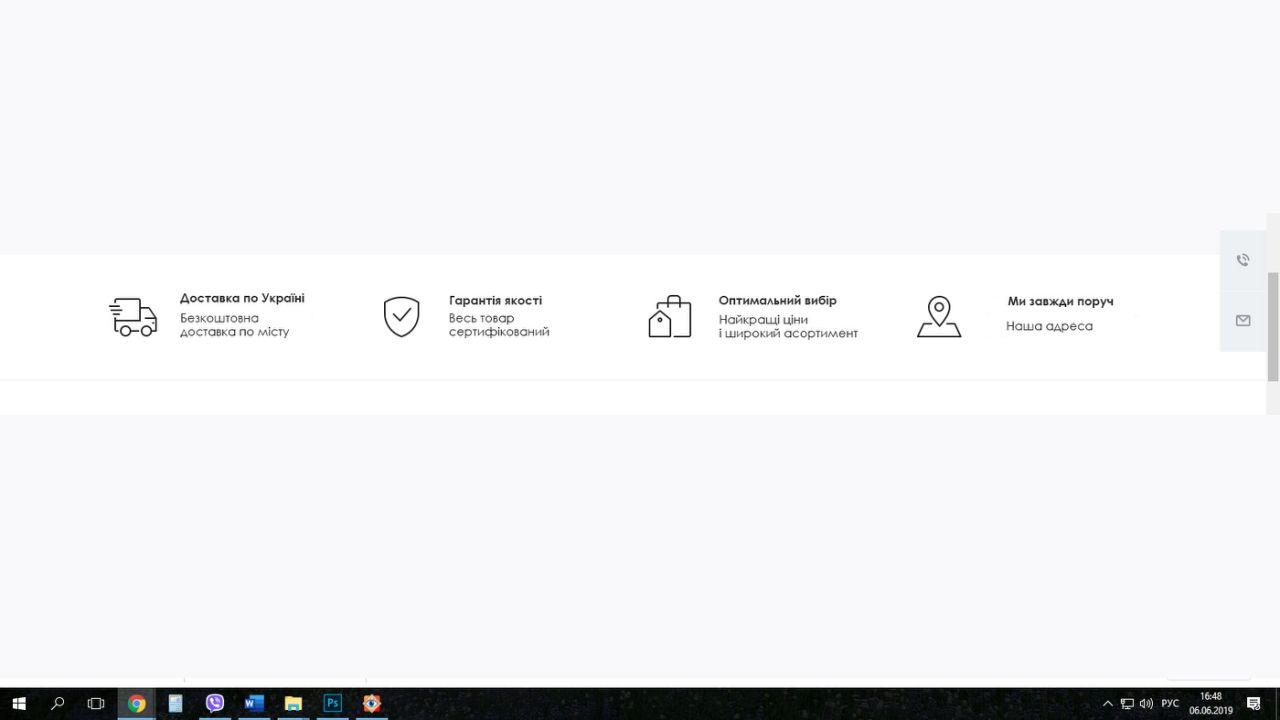 Доставка по Україні
Безкоштовна
доставка по місту
Гарантія якості
Весь товар
сертифікований
Оптимальний вибір
Найкращі ціни
і широкий асортимент
Ми завжди поруч
Наша адреса
W
Ps
РУС
16:48
06.06.2019